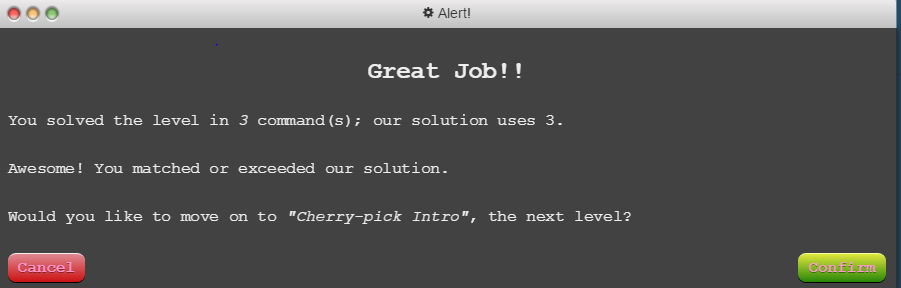 Alert!
Great Job!!
You solved the level in 3 command(s); our solution uses 3.
Awesome! You matched or exceeded our solution.
Would you like to move on to "Cherry-pick Intro", the next level?
Cancel
Confirm